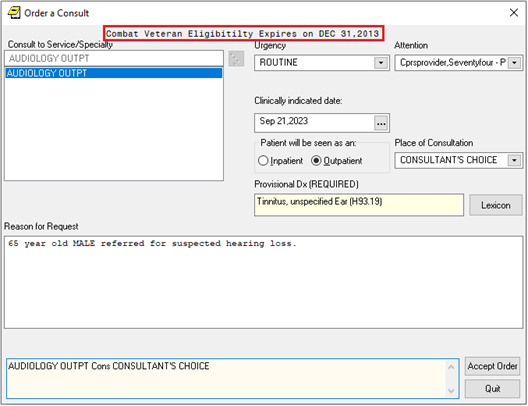 Order a Consult
Combat Veteran Eligibitilty Expires on DEC 31,2013
Consult to Service/Specialty
Urgency
Attention
AUDIOLOGY OUTPT
ROUTINE
Cprsprovider,Seventyfour - P
AUDIOLOGY OUTPT
Clinically indicated date:
Sep 21,2023
...
Patient will be seen as an:
Place of Consultation
Inpatient
Outpatient
CONSULTANT'S CHOICE
Provisional Dx (REQUIRED)
Tinnitus, unspecified Ear (H93.19)
Lexicon
Reason for Request
65 year old MALE referred for suspected hearing loss.
AUDIOLOGY OUTPT Cons CONSULTANT'S CHOICE
Accept Order
Quit